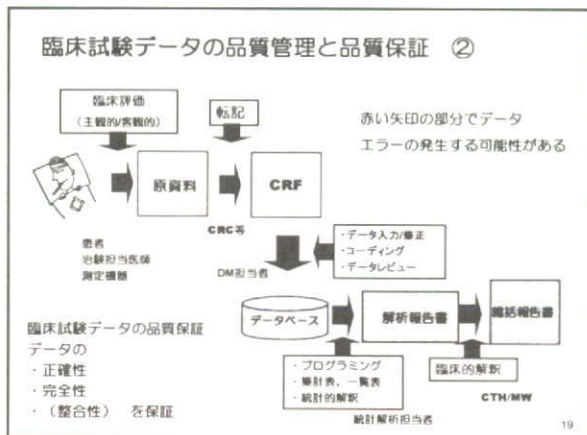 臨床試験データの品質管理と品質保証 ②
臨床評価
(主観的/客観的)
転記
赤い矢印の部分でデータ
エラーの発生する可能性がある
原資料
CRF
CRC等
患者
治験担当医師
測定機器
DM担当者
・データ入力/修正
・コーディング
・データレビュー
データベース
解析報告書
総括報告書
臨床試験データの品質保証
データの
・正確性
・完全性
・(整合性) を保証
・プログラミング
・集計表、一覧表
・統計的解釈
臨床的解釈
CTH/MW
統計解析担当者
19